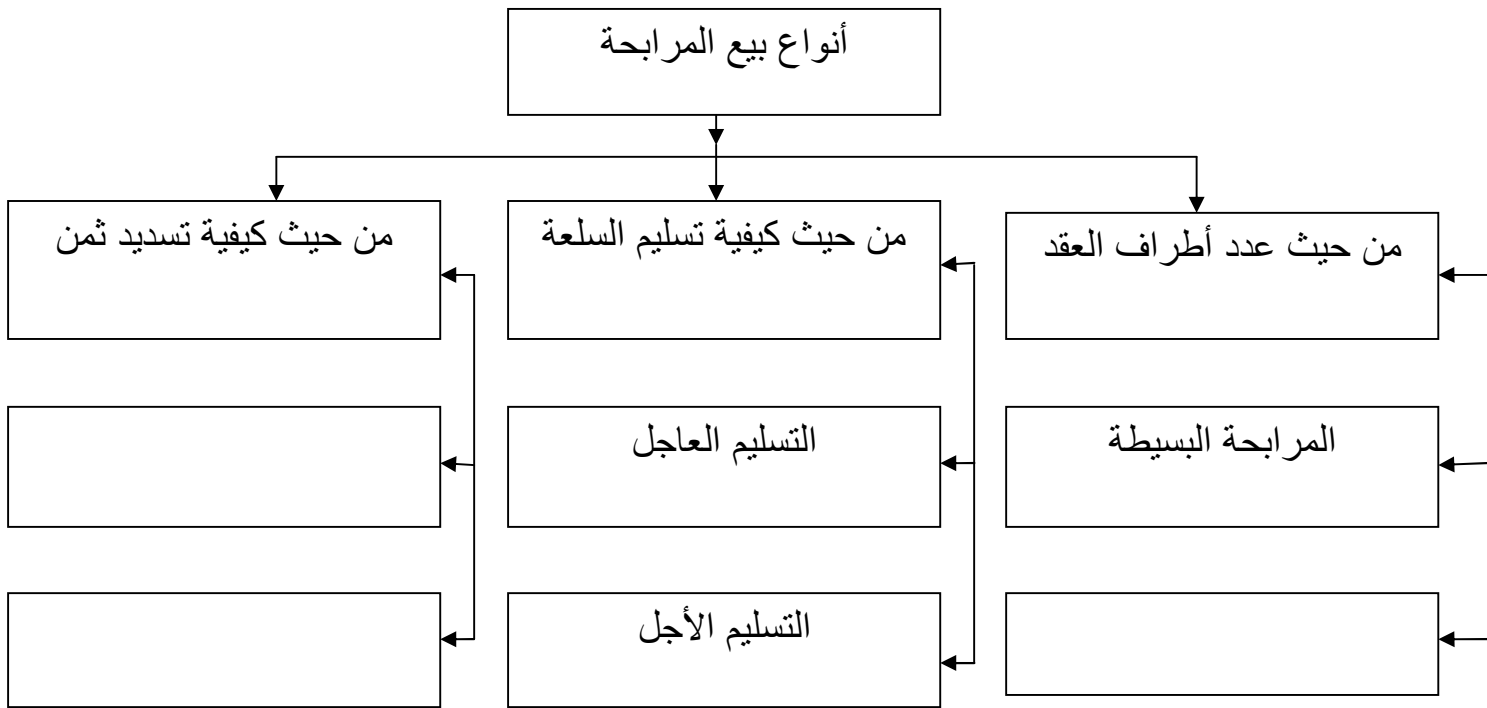 أنواع بيع المرابحة
من حيث عدد أطراف العقد
من حيث كيفية تسليم السلعة
من حيث كيفية تسديد ثمن
المرابحة البسيطة
التسليم العاجل
التسليم الأجل